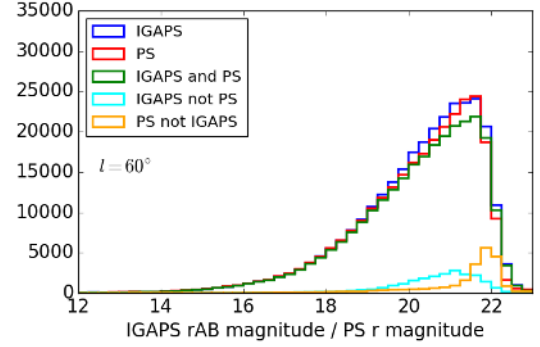 35000
30000
25000
20000
15000
10000
5000
0
IGAPS
PS
IGAPS and PS
IGAPS not PS
PS not IGAPS
l = 60°
12 14 16 18 20 22
IGAPS rAB magnitude / PS r magnitude